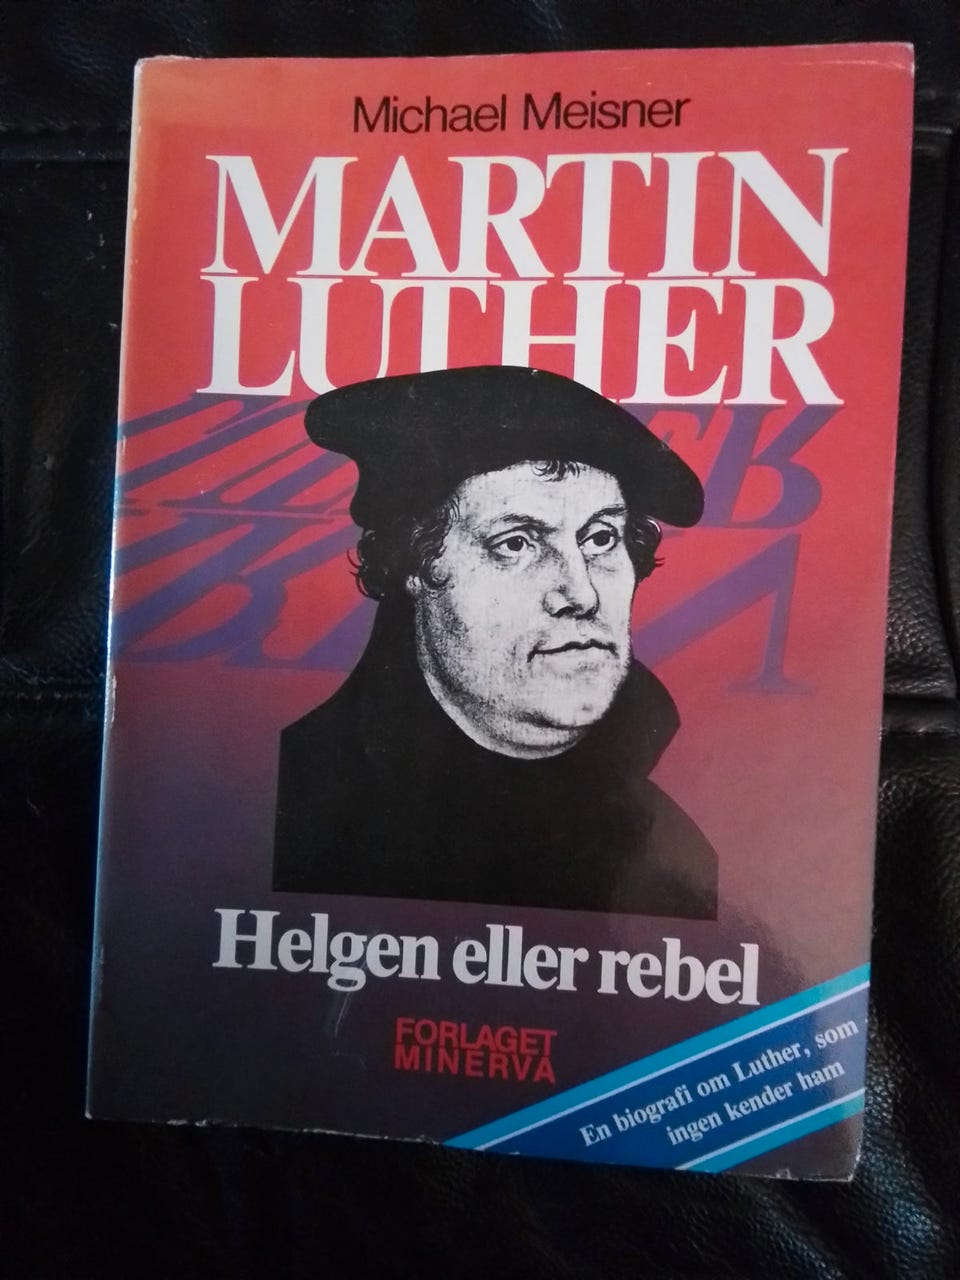 Michael Meisner
MARTIN
LUTHER
Helgen eller rebel
FORLAGET
MINERVA
En biografi om Luther, som
ingen kender ham